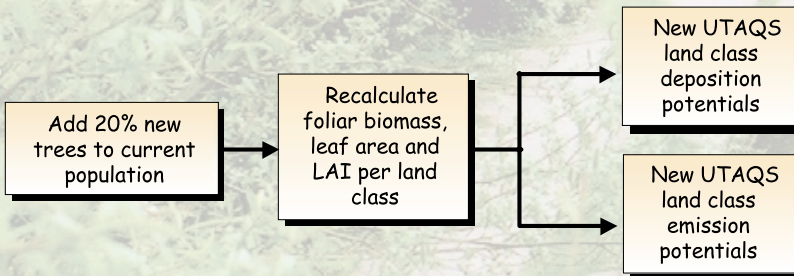 Add 20% new
trees to current
population
Recalculate
foliar biomass,
leaf area and
LAI per land
class
New UTAQS
land class
deposition
potentials
New UTAQS
land class
emission
potentials